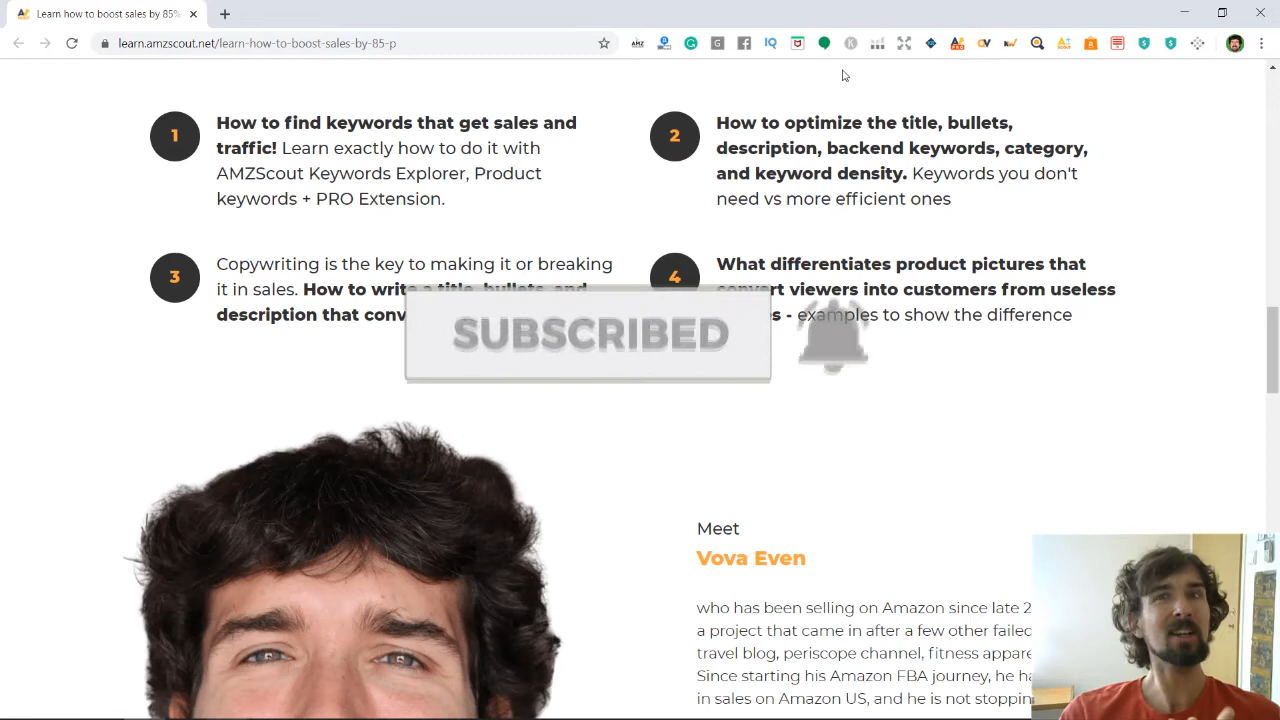 Learn how to boost sales by 85%
learn.amzscout.net/learn-how-to-boost-sales-by-85-p
1
How to find keywords that get sales and
traffic! Learn exactly how to do it with
AMZScout Keywords Explorer, Product
keywords + PRO Extension.
2
How to optimize the title, bullets,
description, backend keywords, category,
and keyword density. Keywords you don't
need vs more efficient ones
3
Copywriting is the key to making it or breaking
it in sales. How to write a title, bullets, and
description that conv
4
What differentiates product pictures that
convert viewers into customers from useless
- examples to show the difference
SUBSCRIBED
Meet
Vova Even
who has been selling on Amazon since late 2
a project that came in after a few other failed
travel blog, periscope channel, fitness appare
Since starting his Amazon FBA journey, he ha
in sales on Amazon US, and he is not stoppin